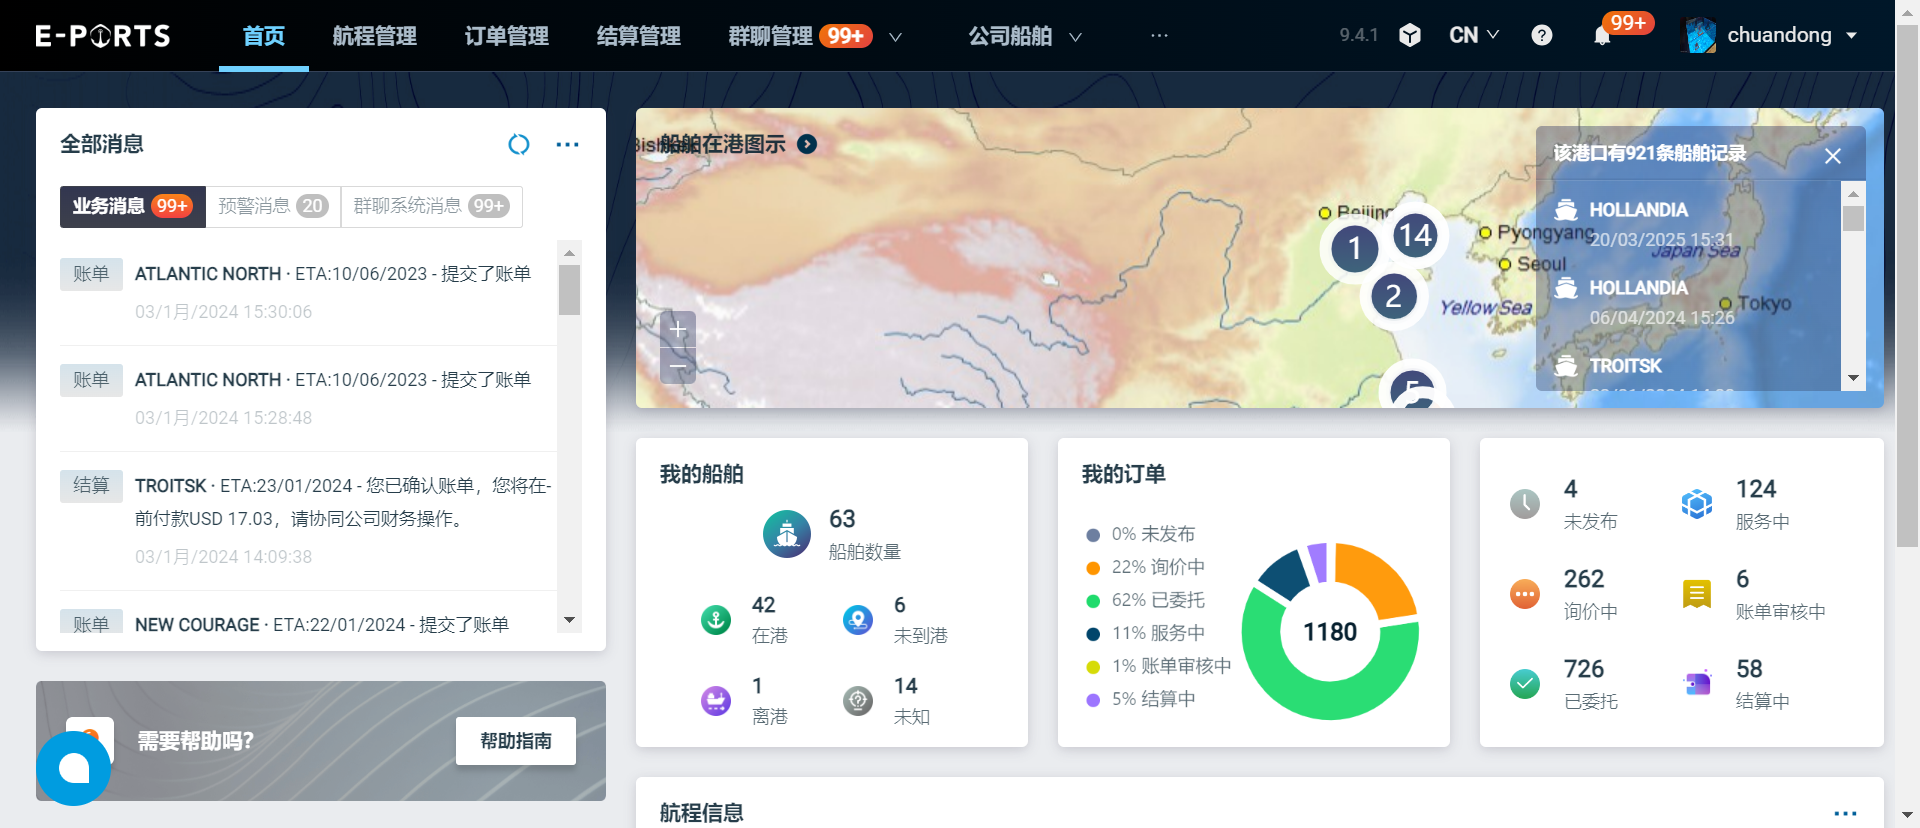 E-PORTS
首页
航程管理
订单管理
结算管理
群聊管理 99+
公司船舶
...
9.4.1
CN
?
99+
chuandong
全部消息
业务消息 99+
预警消息 20
群聊系统消息 99+
账单 ATLANTIC NORTH · ETA:10/06/2023 - 提交了账单
03/1月/2024 15:30:06
账单 ATLANTIC NORTH · ETA:10/06/2023 - 提交了账单
03/1月/2024 15:28:48
结算 TROITSK · ETA:23/01/2024 - 您已确认账单，您将在-
前付款USD 17.03，请协同公司财务操作。
03/1月/2024 14:09:38
账单 NEW COURAGE · ETA:22/01/2024 - 提交了账单
需要帮助吗？
帮助指南
船舶在港图示
Beijing
1
14
2
5
Pyongyang
Seoul
Yellow Sea
Japan Sea
Tokyo
+
−
该港口有921条船舶记录
HOLLANDIA
20/03/2025 15:31
HOLLANDIA
06/04/2024 15:26
TROITSK
我的船舶
63
船舶数量
42
在港
6
未到港
1
离港
14
未知
我的订单
0% 未发布
22% 询价中
62% 已委托
11% 服务中
1% 账单审核中
5% 结算中
1180
4
未发布
124
服务中
262
询价中
6
账单审核中
726
已委托
58
结算中
航程信息